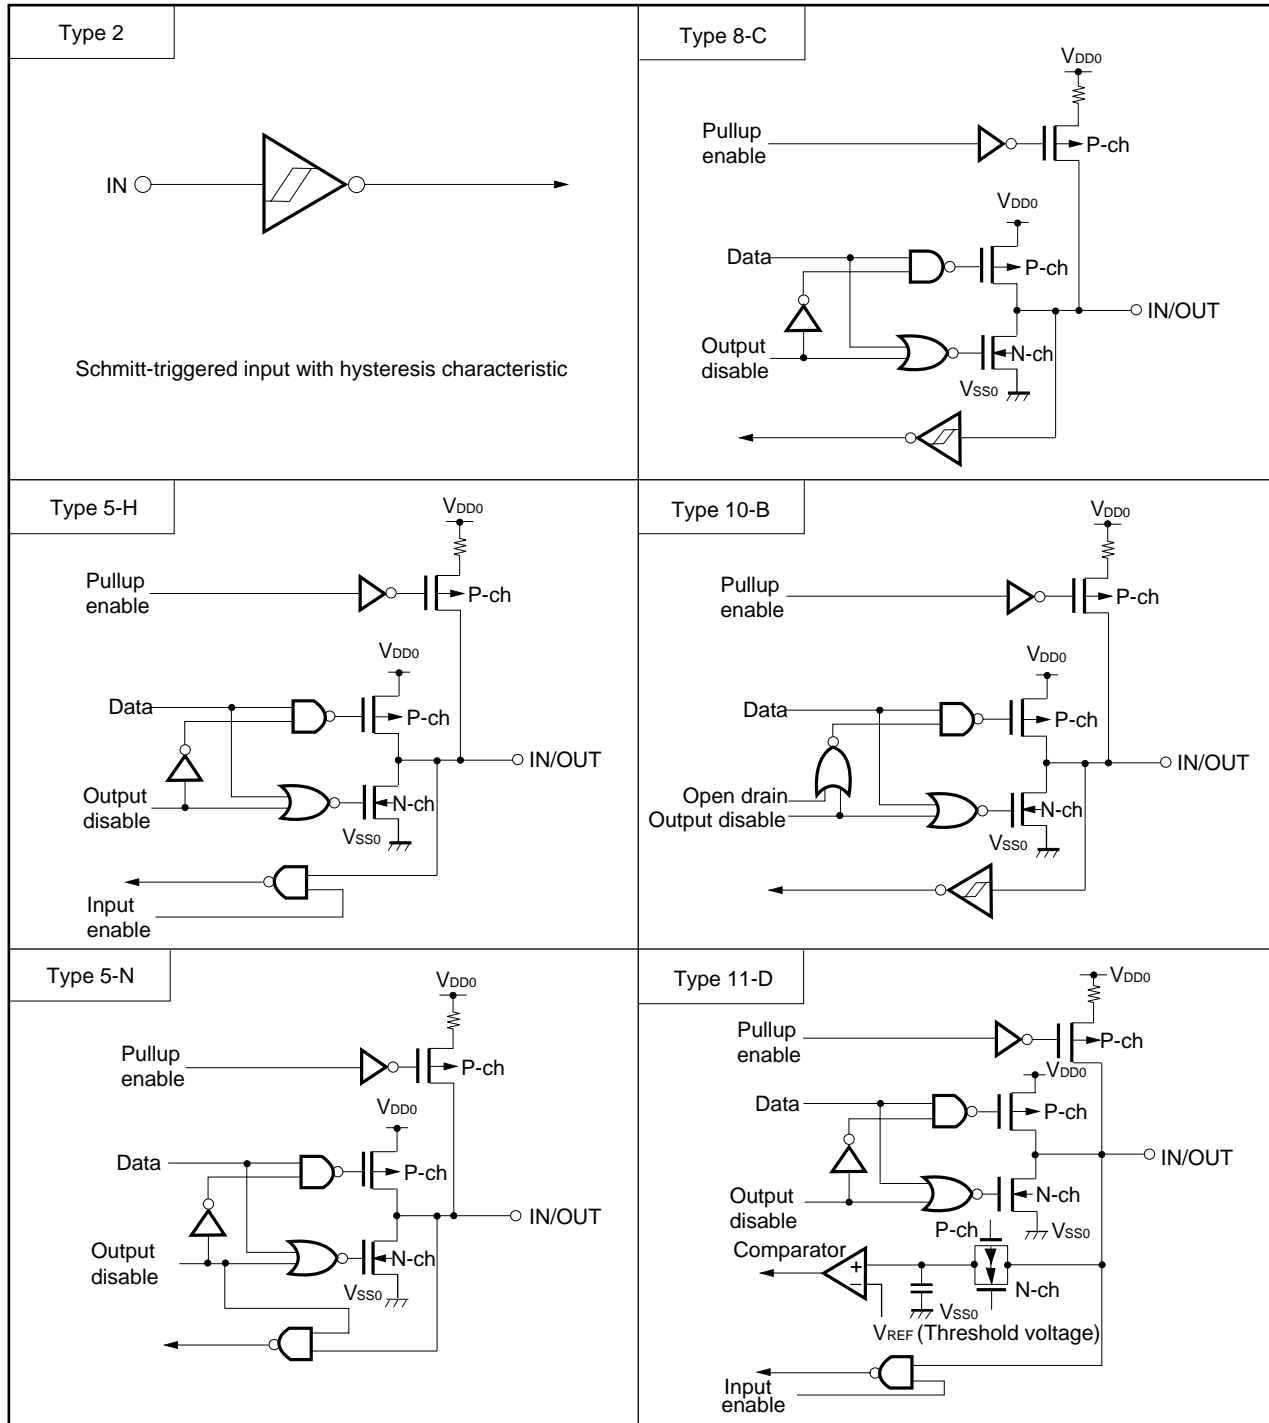 Type 2
IN
Schmitt-triggered input with hysteresis characteristic
Type 8-C
VDD0
Pullup
enable
P-ch
VDD0
Data
P-ch
IN/OUT
Output
disable
N-ch
VSS0
Type 5-H
VDD0
Pullup
enable
P-ch
VDD0
Data
P-ch
IN/OUT
Output
disable
N-ch
VSS0
Input
enable
Type 10-B
VDD0
Pullup
enable
P-ch
VDD0
Data
P-ch
IN/OUT
Open drain
Output disable
N-ch
VSS0
Type 5-N
VDD0
Pullup
enable
P-ch
VDD0
Data
P-ch
IN/OUT
Output
disable
N-ch
VSS0
Type 11-D
VDD0
Pullup
enable
P-ch
VDD0
Data
P-ch
IN/OUT
Output
disable
N-ch
P-ch
VSS0
Comparator
+
−
N-ch
VSS0
VREF (Threshold voltage)
Input
enable